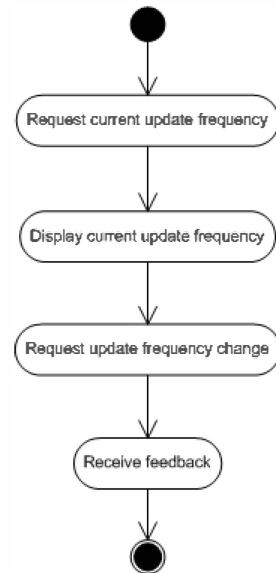 Request current update frequency
Display current update frequency
Request update frequency change
Receive feedback